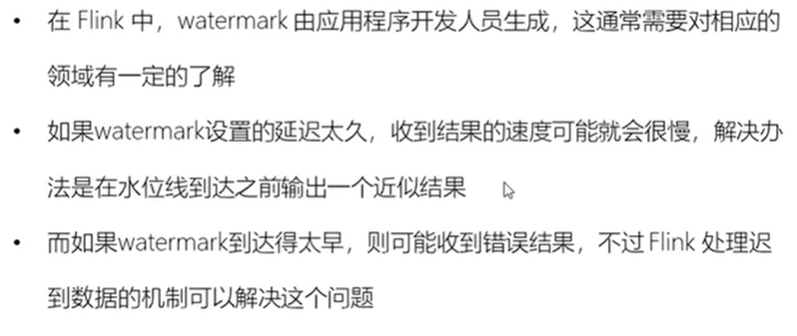 • 在 Flink 中，watermark 由应用程序开发人员生成，这通常需要对相应的
领域有一定的了解
• 如果watermark设置的延迟太久，收到结果的速度可能就会很慢，解决办
法是在水位线到达之前输出一个近似结果
• 而如果watermark到达得太早，则可能收到错误结果，不过 Flink 处理迟
到数据的机制可以解决这个问题